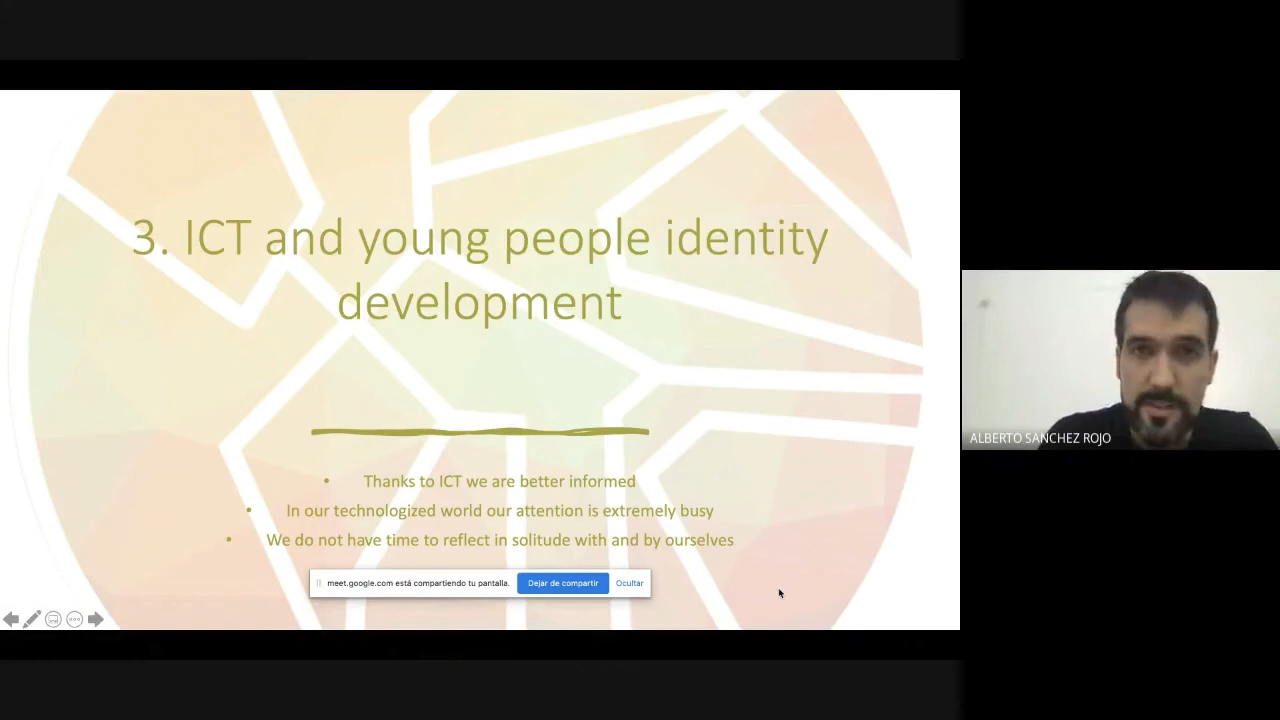 3. ICT and young people identity
development
• Thanks to ICT we are better informed
• In our technologized world our attention is extremely busy
• We do not have time to reflect in solitude with and by ourselves
meet.google.com está compartiendo tu pantalla. Dejar de compartir Ocultar
ALBERTO SANCHEZ ROJO